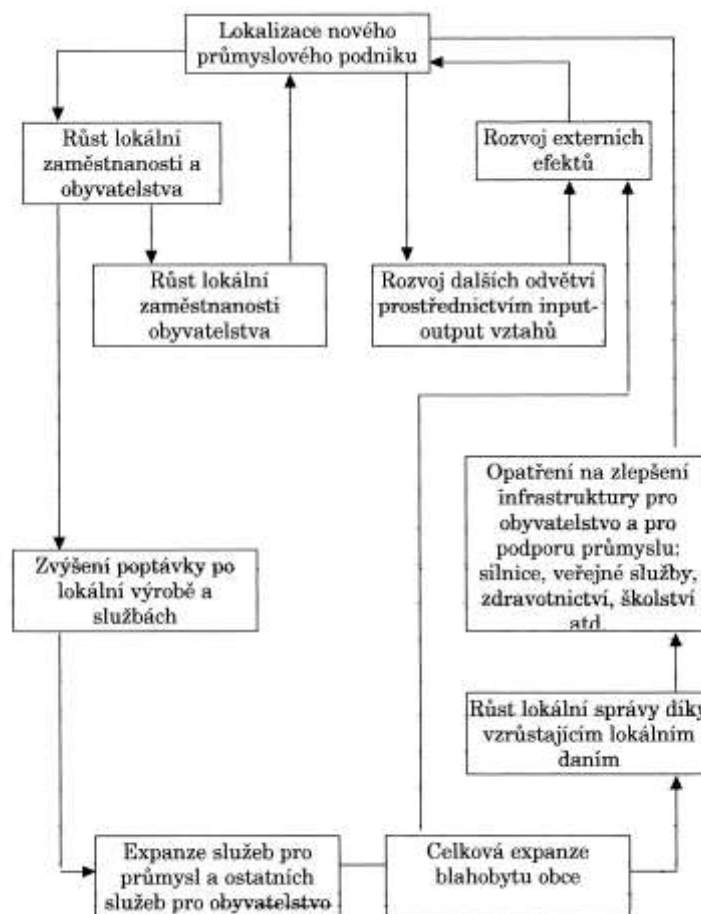 Lokalizace nového
průmyslového podniku
Růst lokální
zaměstnanosti a
obyvatelstva
Rozvoj externích
efektů
Růst lokální
zaměstnanosti
obyvatelstva
Rozvoj dalších odvětví
prostřednictvím input-
output vztahů
Opatření na zlepšení
infrastruktury pro
obyvatelstvo a pro
podporu průmyslu:
silnice, veřejné služby,
zdravotnictví, školství
atd
Zvýšení poptávky po
lokální výrobě a
službách
Růst lokální správy díky
vzrůstajícím lokálním
daním
Expanze služeb pro
průmysl a ostatních
služeb pro obyvatelstvo
Celková expanze
blahobytu obce